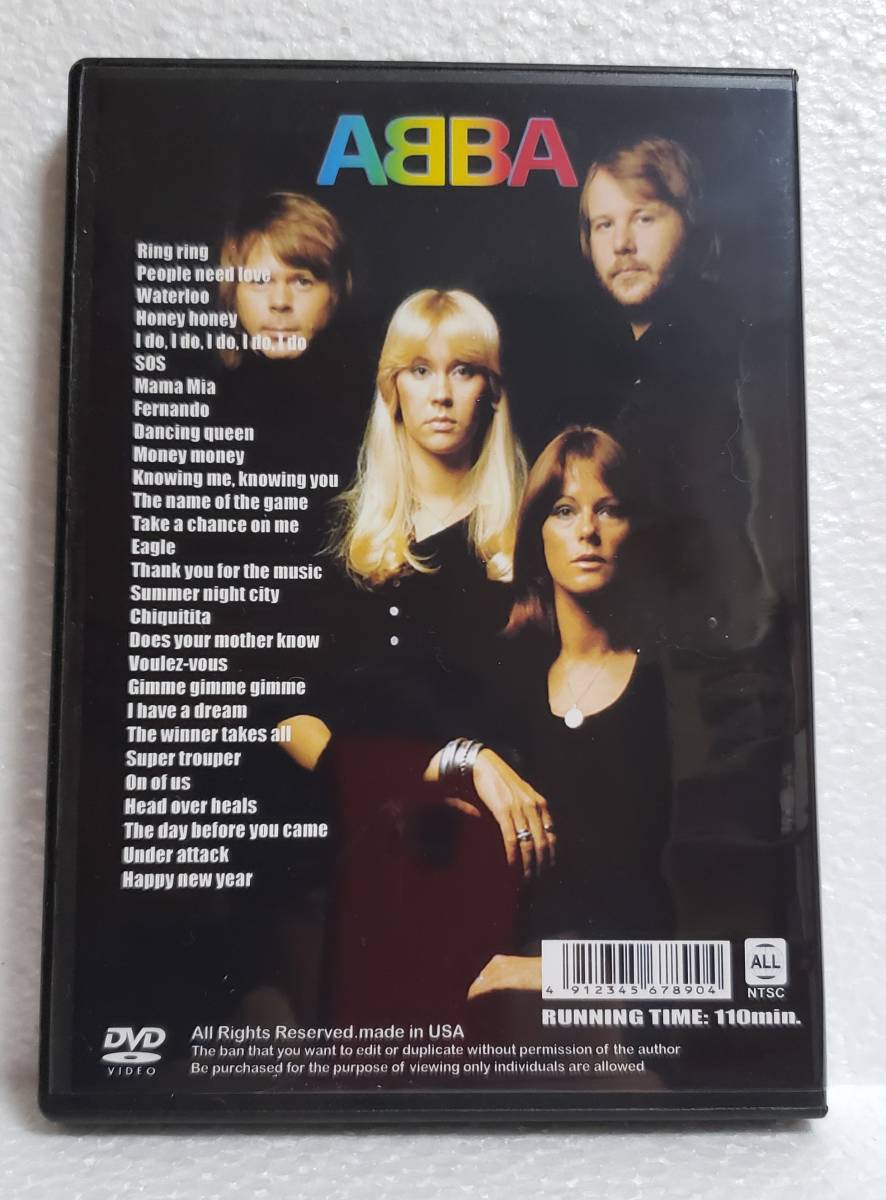 ABBA
Ring ring
People need love
Waterloo
Honey honey
I do, I do, I do, I do, I do
SOS
Mama Mia
Fernando
Dancing queen
Money money
Knowing me, knowing you
The name of the game
Take a chance on me
Eagle
Thank you for the music
Summer night city
Chiquitita
Does your mother know
Voulez-vous
Gimme gimme gimme
I have a dream
The winner takes all
Super trouper
On of us
Head over heals
The day before you came
Under attack
Happy new year
4 912345 678904
ALL
NTSC
RUNNING TIME: 110min.
DVD
VIDEO
All Rights Reserved.made in USA
The ban that you want to edit or duplicate without permission of the author
Be purchased for the purpose of viewing only individuals are allowed